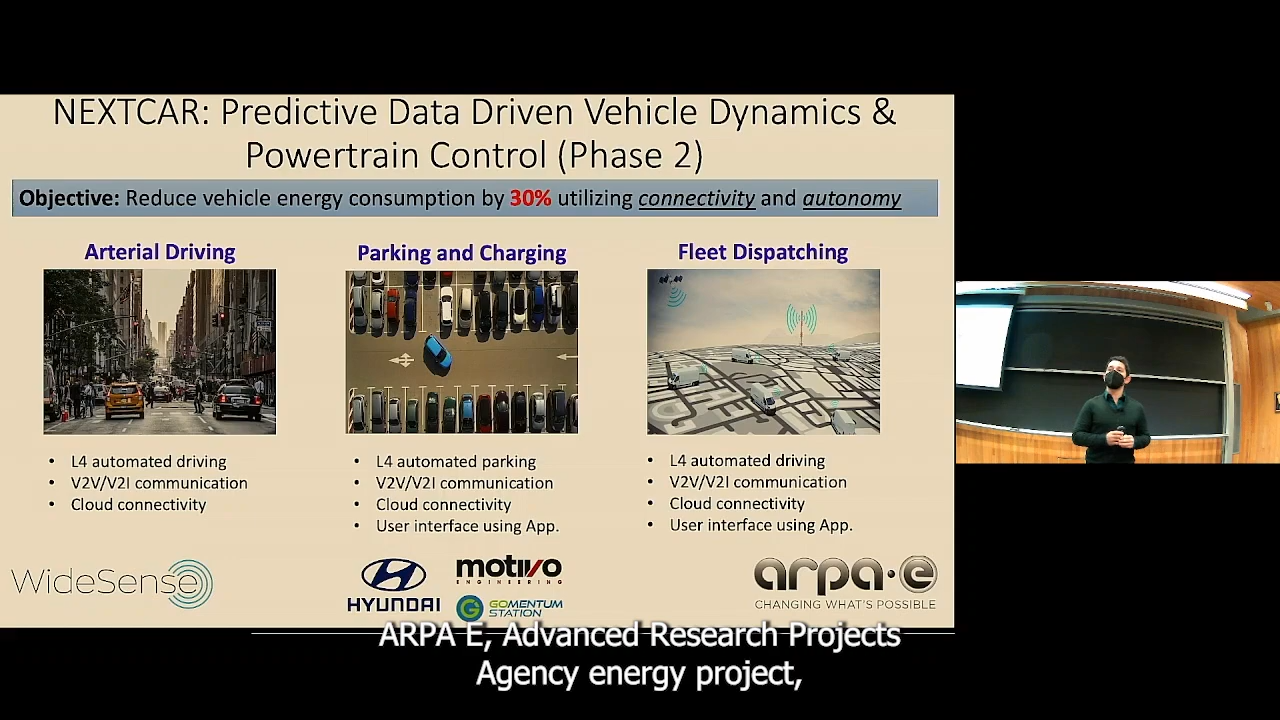 NEXTCAR: Predictive Data Driven Vehicle Dynamics &
Powertrain Control (Phase 2)
Objective: Reduce vehicle energy consumption by 30% utilizing connectivity and autonomy
Arterial Driving
• L4 automated driving
• V2V/V2I communication
• Cloud connectivity
Parking and Charging
• L4 automated parking
• V2V/V2I communication
• Cloud connectivity
• User interface using App.
Fleet Dispatching
• L4 automated driving
• V2V/V2I communication
• Cloud connectivity
• User interface using App.
WideSense
HYUNDAI
motivo
ENGINEERING
GOMENTUM
STATION
arpa·e
CHANGING WHAT'S POSSIBLE
ARPA E, Advanced Research Projects
Agency energy project,